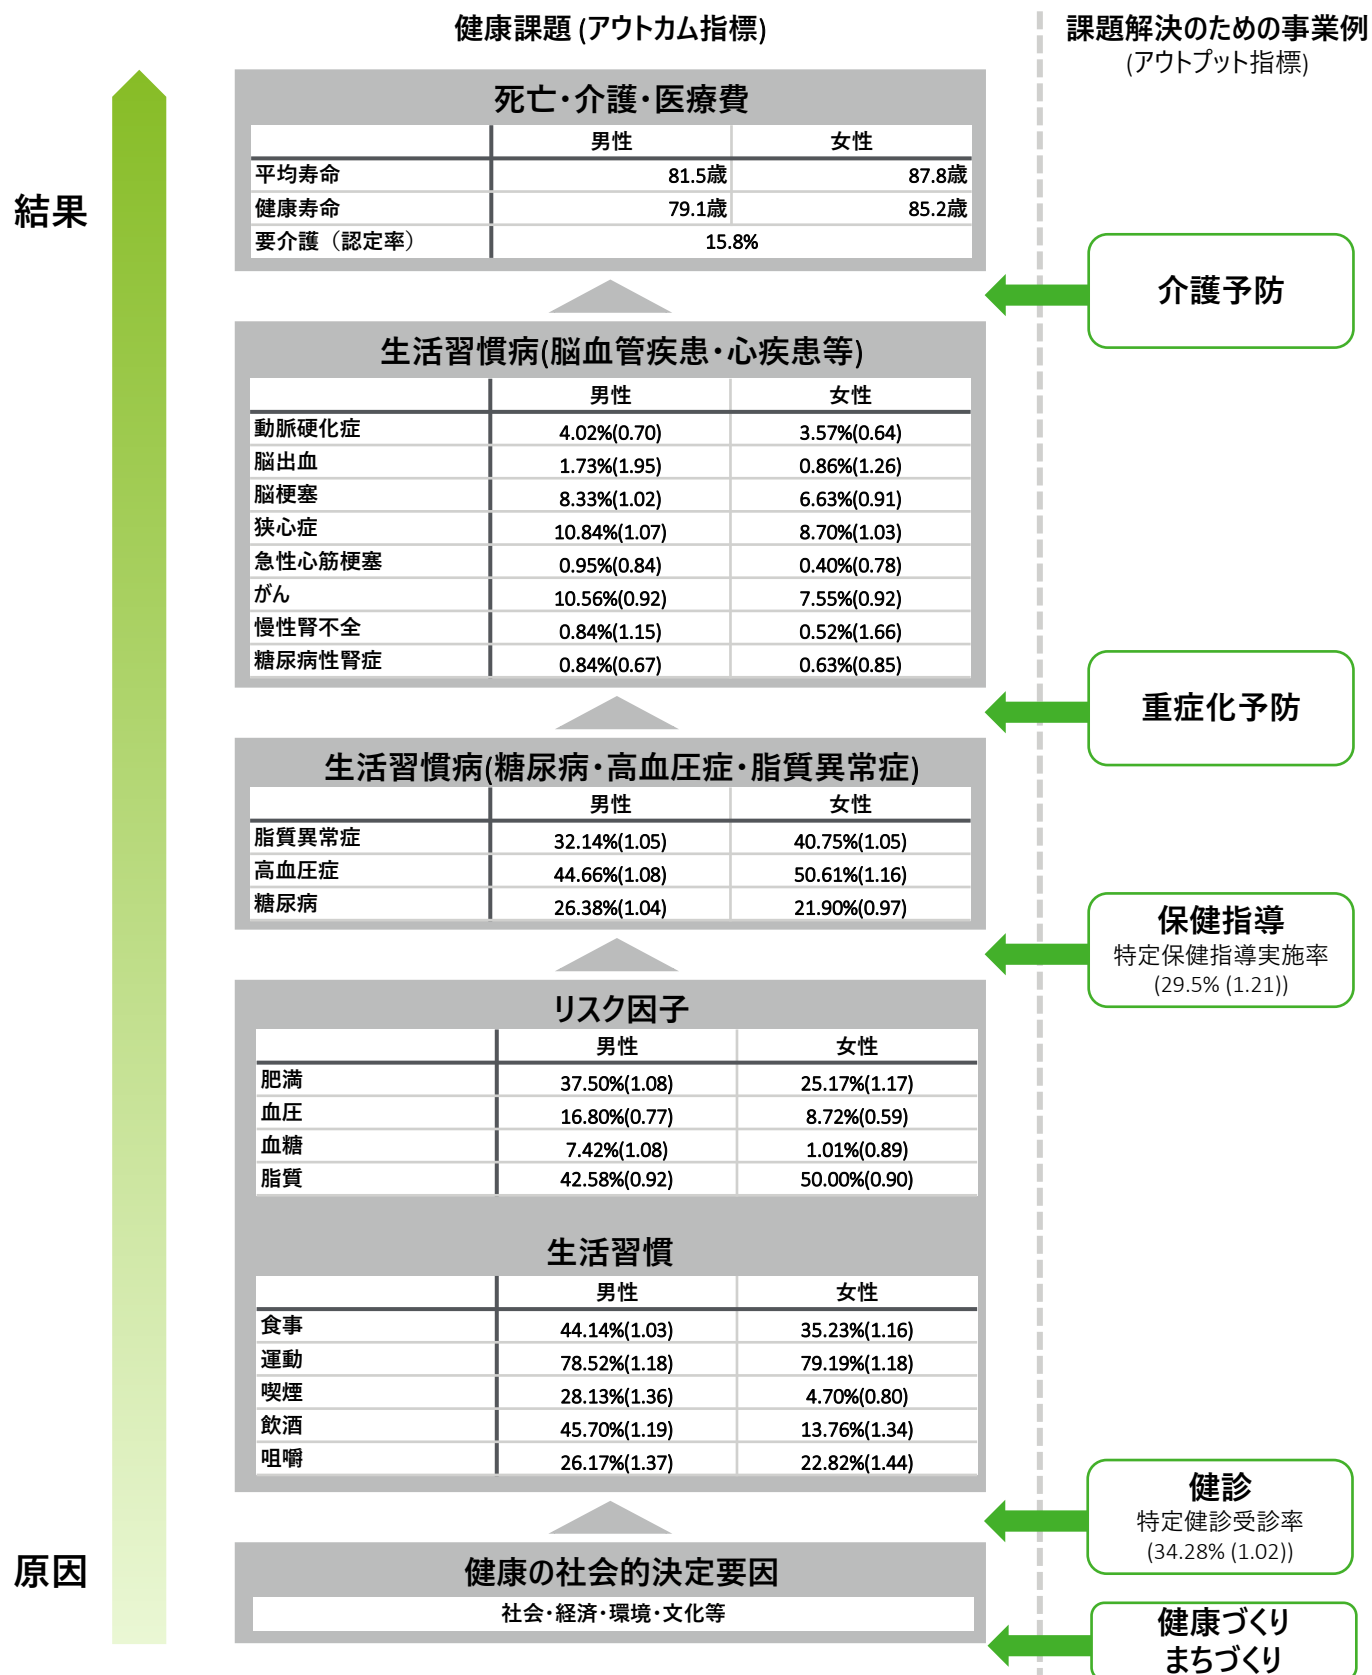 健康課題 (アウトカム指標)
課題解決のための事業例
(アウトプット指標)
結果
死亡・介護・医療費
男性 女性
平均寿命 81.5歳 87.8歳
健康寿命 79.1歳 85.2歳
要介護（認定率） 15.8%
介護予防
生活習慣病(脳血管疾患・心疾患等)
男性 女性
動脈硬化症 4.02%(0.70) 3.57%(0.64)
脳出血 1.73%(1.95) 0.86%(1.26)
脳梗塞 8.33%(1.02) 6.63%(0.91)
狭心症 10.84%(1.07) 8.70%(1.03)
急性心筋梗塞 0.95%(0.84) 0.40%(0.78)
がん 10.56%(0.92) 7.55%(0.92)
慢性腎不全 0.84%(1.15) 0.52%(1.66)
糖尿病性腎症 0.84%(0.67) 0.63%(0.85)
重症化予防
生活習慣病(糖尿病・高血圧症・脂質異常症)
男性 女性
脂質異常症 32.14%(1.05) 40.75%(1.05)
高血圧症 44.66%(1.08) 50.61%(1.16)
糖尿病 26.38%(1.04) 21.90%(0.97)
保健指導
特定保健指導実施率
(29.5% (1.21))
リスク因子
男性 女性
肥満 37.50%(1.08) 25.17%(1.17)
血圧 16.80%(0.77) 8.72%(0.59)
血糖 7.42%(1.08) 1.01%(0.89)
脂質 42.58%(0.92) 50.00%(0.90)
生活習慣
男性 女性
食事 44.14%(1.03) 35.23%(1.16)
運動 78.52%(1.18) 79.19%(1.18)
喫煙 28.13%(1.36) 4.70%(0.80)
飲酒 45.70%(1.19) 13.76%(1.34)
咀嚼 26.17%(1.37) 22.82%(1.44)
健診
特定健診受診率
(34.28% (1.02))
原因
健康の社会的決定要因
社会・経済・環境・文化等
健康づくり
まちづくり